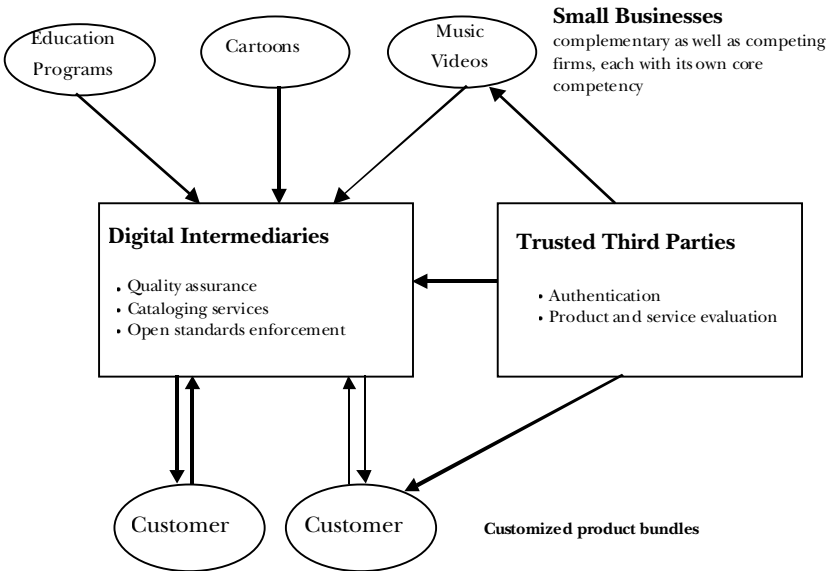 Education
Programs
Cartoons
Music
Videos
Small Businesses
complementary as well as competing
firms, each with its own core
competency
Digital Intermediaries
• Quality assurance
• Cataloging services
• Open standards enforcement
Trusted Third Parties
• Authentication
• Product and service evaluation
Customer
Customer
Customized product bundles